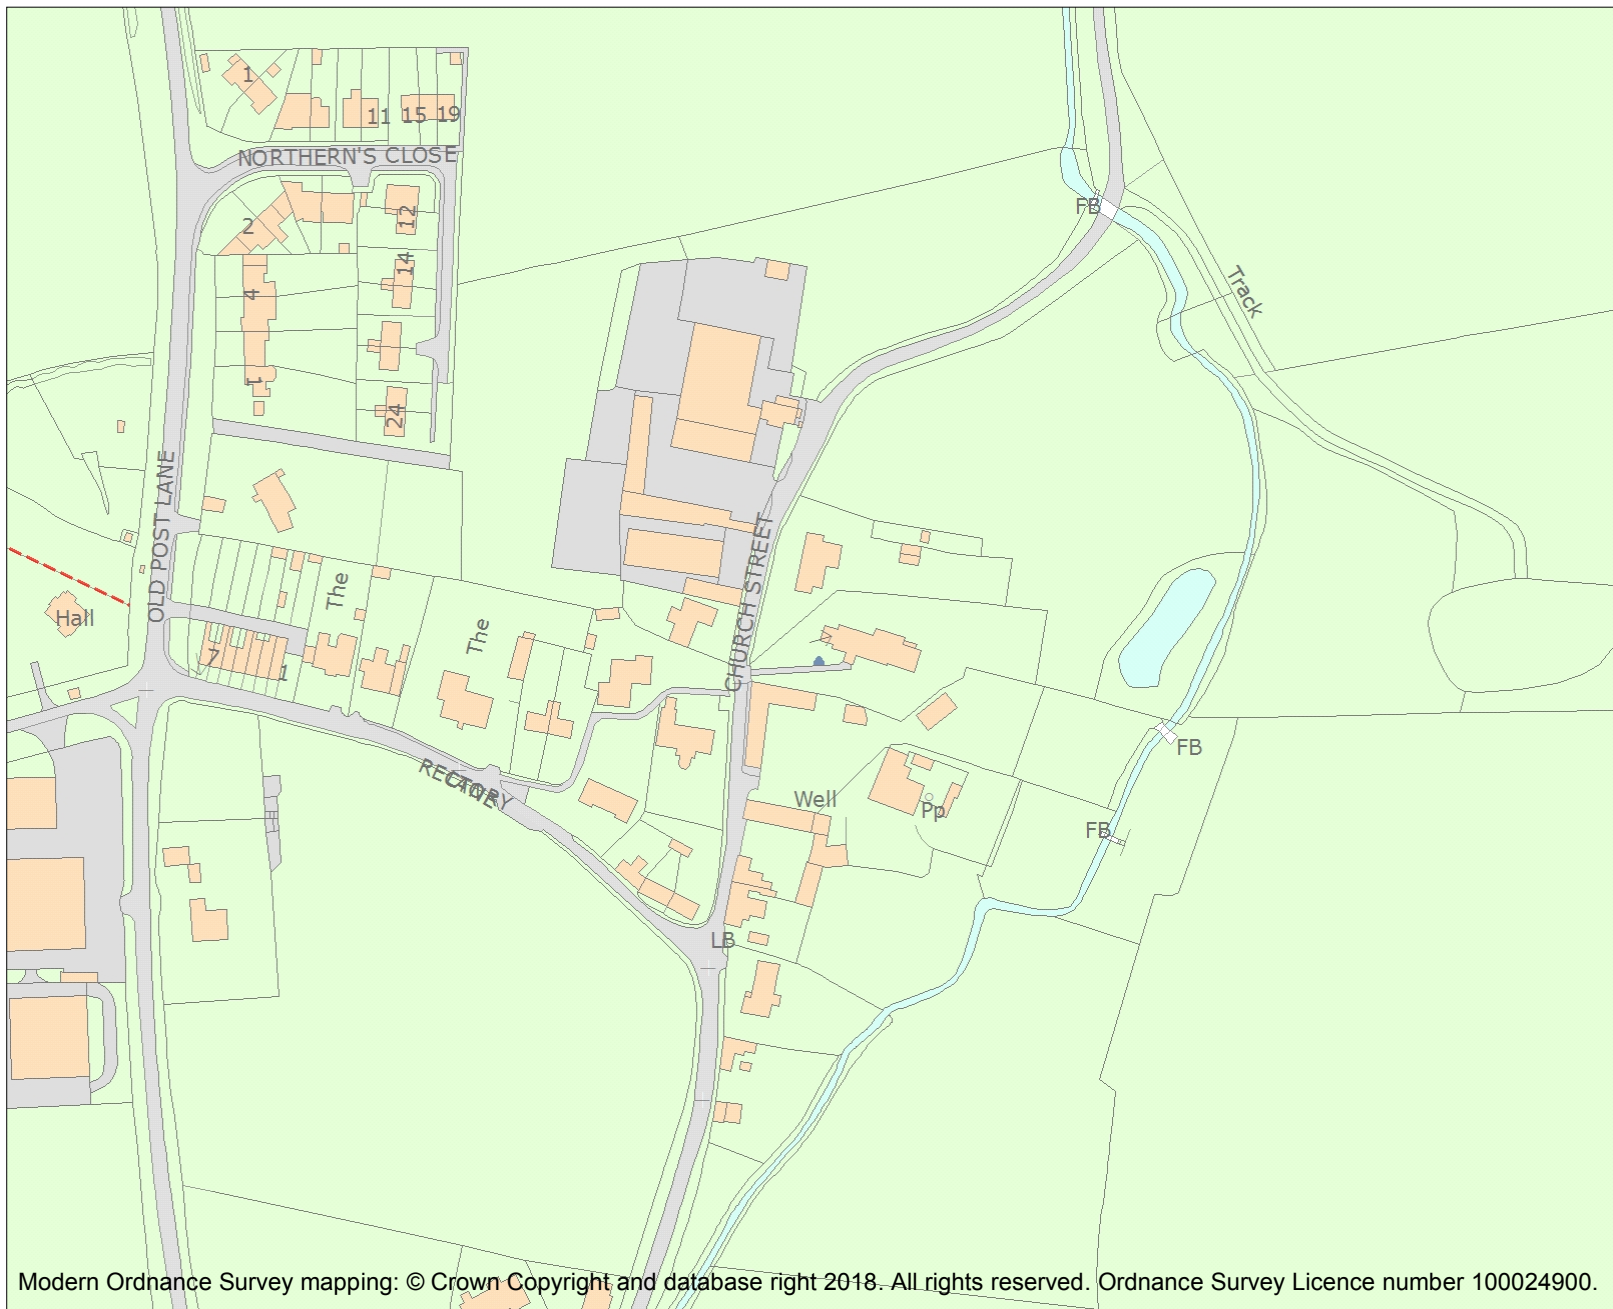 1
11 15 19
NORTHERN'S CLOSE
2
12
14
4
1
24
FB
Track
OLD POST LANE
Hall
The
7
1
The
CHURCH STREET
FB
RECTORY
LANE
Well
Pp
FB
LB
Modern Ordnance Survey mapping: © Crown Copyright and database right 2018. All rights reserved. Ordnance Survey Licence number 100024900.